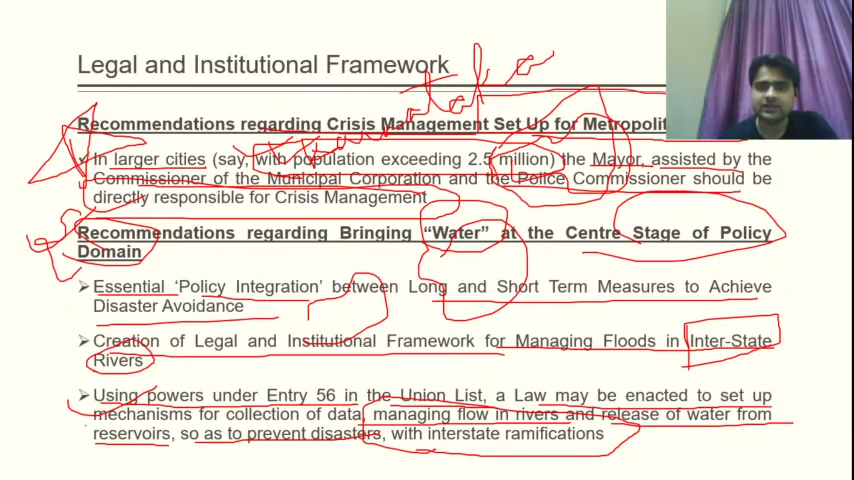 Legal and Institutional Framework
Recommendations regarding Crisis Management Set Up for Metropolit
✓ In larger cities (say, with population exceeding 2.5 million) the Mayor, assisted by the
Commissioner of the Municipal Corporation and the Police Commissioner should be
directly responsible for Crisis Management
Recommendations regarding Bringing “Water” at the Centre Stage of Policy
Domain
➢ Essential ‘Policy Integration’ between Long and Short Term Measures to Achieve
Disaster Avoidance
➢ Creation of Legal and Institutional Framework for Managing Floods in Inter-State
Rivers
➢ Using powers under Entry 56 in the Union List, a Law may be enacted to set up
mechanisms for collection of data, managing flow in rivers and release of water from
reservoirs, so as to prevent disasters, with interstate ramifications